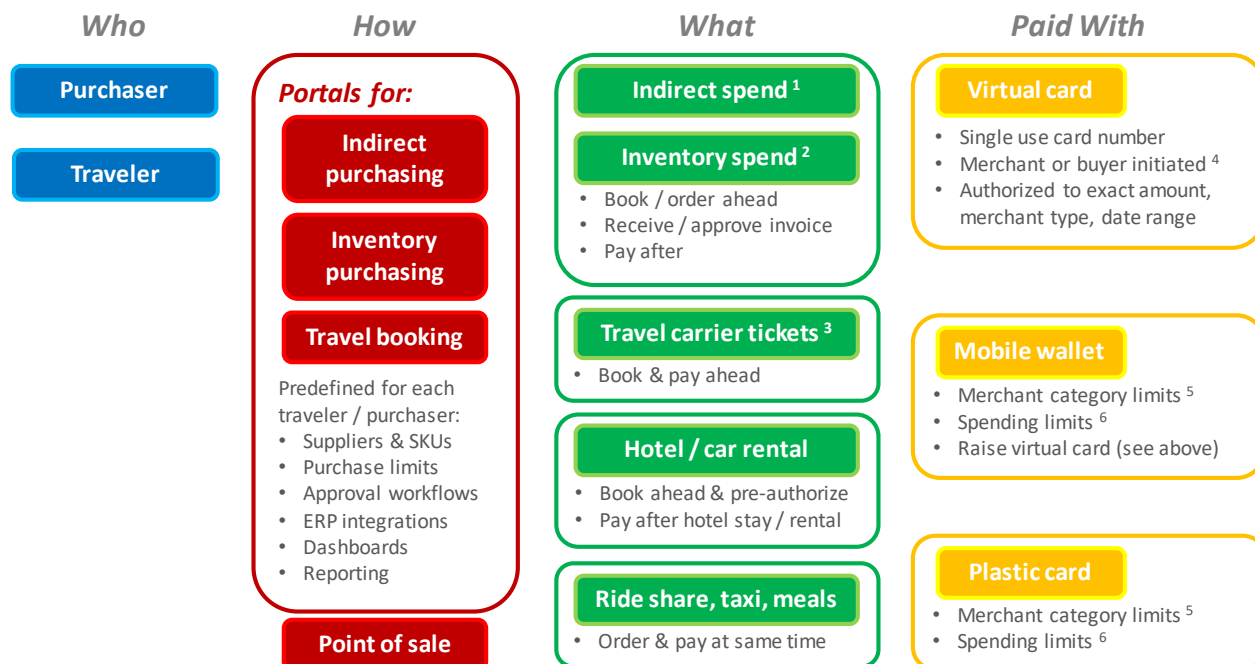 Who
How
What
Paid With
Purchaser
Traveler
Portals for:
Indirect
purchasing
Inventory
purchasing
Travel booking
Predefined for each
traveler / purchaser:
• Suppliers & SKUs
• Purchase limits
• Approval workflows
• ERP integrations
• Dashboards
• Reporting
Point of sale
Indirect spend 1
Inventory spend 2
• Book / order ahead
• Receive / approve invoice
• Pay after
Travel carrier tickets 3
• Book & pay ahead
Hotel / car rental
• Book ahead & pre-authorize
• Pay after hotel stay / rental
Ride share, taxi, meals
• Order & pay at same time
Virtual card
• Single use card number
• Merchant or buyer initiated 4
• Authorized to exact amount,
merchant type, date range
Mobile wallet
• Merchant category limits 5
• Spending limits 6
• Raise virtual card (see above)
Plastic card
• Merchant category limits 5
• Spending limits 6